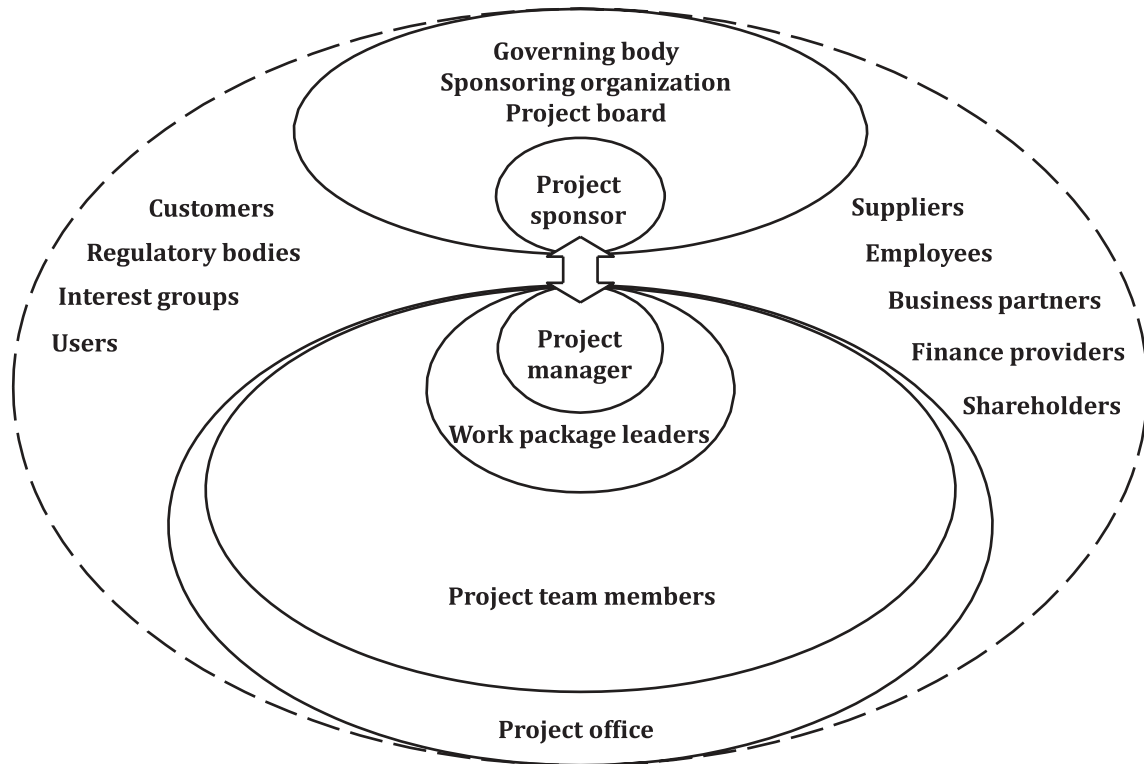 Governing body
Sponsoring organization
Project board
Project
sponsor
Customers
Regulatory bodies
Interest groups
Users
Suppliers
Employees
Business partners
Finance providers
Shareholders
Project
manager
Work package leaders
Project team members
Project office